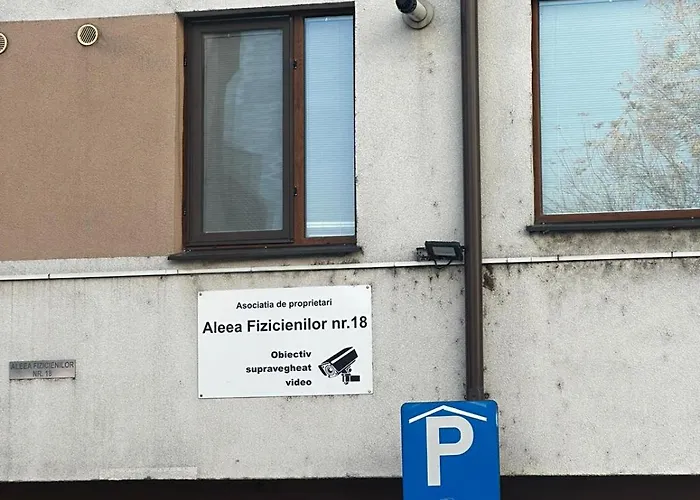 Asociatia de proprietari
Aleea Fizicienilor nr.18
Obiectiv
supravegheat
video
ALEEA FIZICIENILOR
NR. 18
P